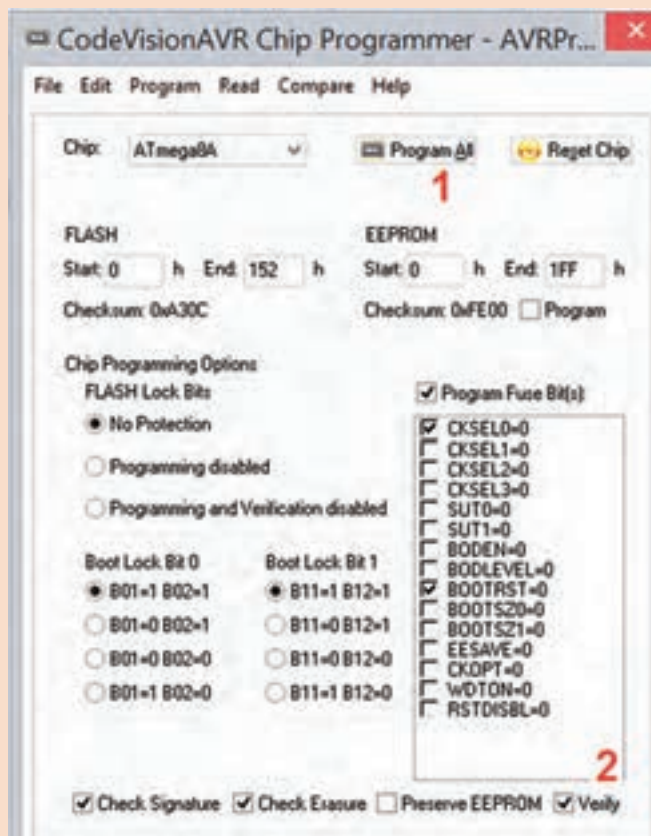 CodeVisionAVR Chip Programmer - AVRPr...
File Edit Program Read Compare Help
Chip: ATmega8A Program All Reset Chip
1
FLASH EEPROM
Start: 0 h End: 152 h Start: 0 h End: 1FF h
Checksum: 0xA30C Checksum: 0xFE00 Program
Chip Programming Options
FLASH Lock Bits Program Fuse Bit(s):
No Protection
Programming disabled
Programming and Verification disabled
CKSEL0=0
CKSEL1=0
CKSEL2=0
CKSEL3=0
SUT0=0
SUT1=0
BODEN=0
BODLEVEL=0
BOOTRST=0
BOOTSZ0=0
BOOTSZ1=0
EESAVE=0
CKOPT=0
WDTON=0
RSTDISBL=0
Boot Lock Bit 0 Boot Lock Bit 1
B01=1 B02=1 B11=1 B12=1
B01=0 B02=1 B11=0 B12=1
B01=0 B02=0 B11=0 B12=0
B01=1 B02=0 B11=1 B12=0
2
Check Signature Check Erasure Preserve EEPROM Verify